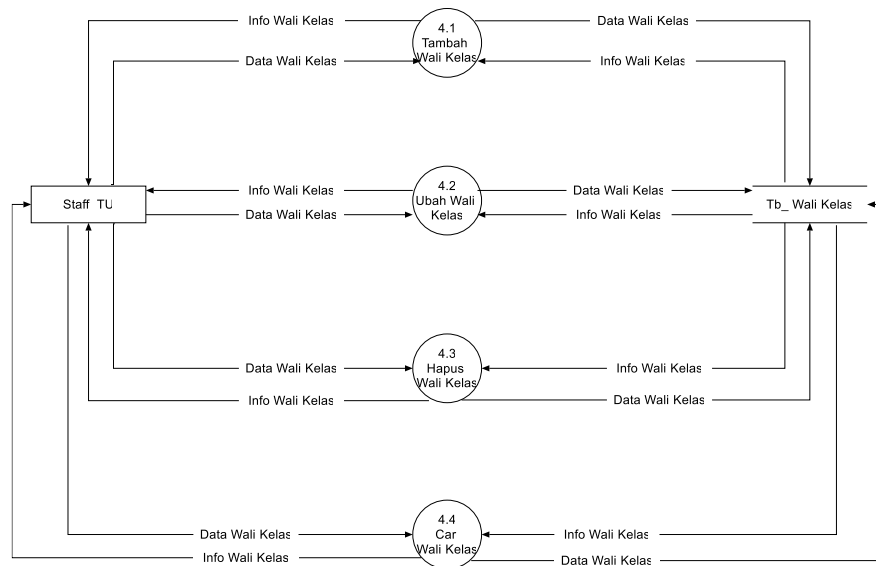 Info Wali Kelas
4.1
Tambah
Wali Kelas
Data Wali Kelas
Data Wali Kelas
Info Wali Kelas
Info Wali Kelas
4.2
Ubah Wali
Kelas
Data Wali Kelas
Staff TU
Data Wali Kelas
Info Wali Kelas
Tb_ Wali Kelas
4.3
Hapus
Wali Kelas
Data Wali Kelas
Info Wali Kelas
Info Wali Kelas
Data Wali Kelas
4.4
Car
Wali Kelas
Data Wali Kelas
Info Wali Kelas
Info Wali Kelas
Data Wali Kelas